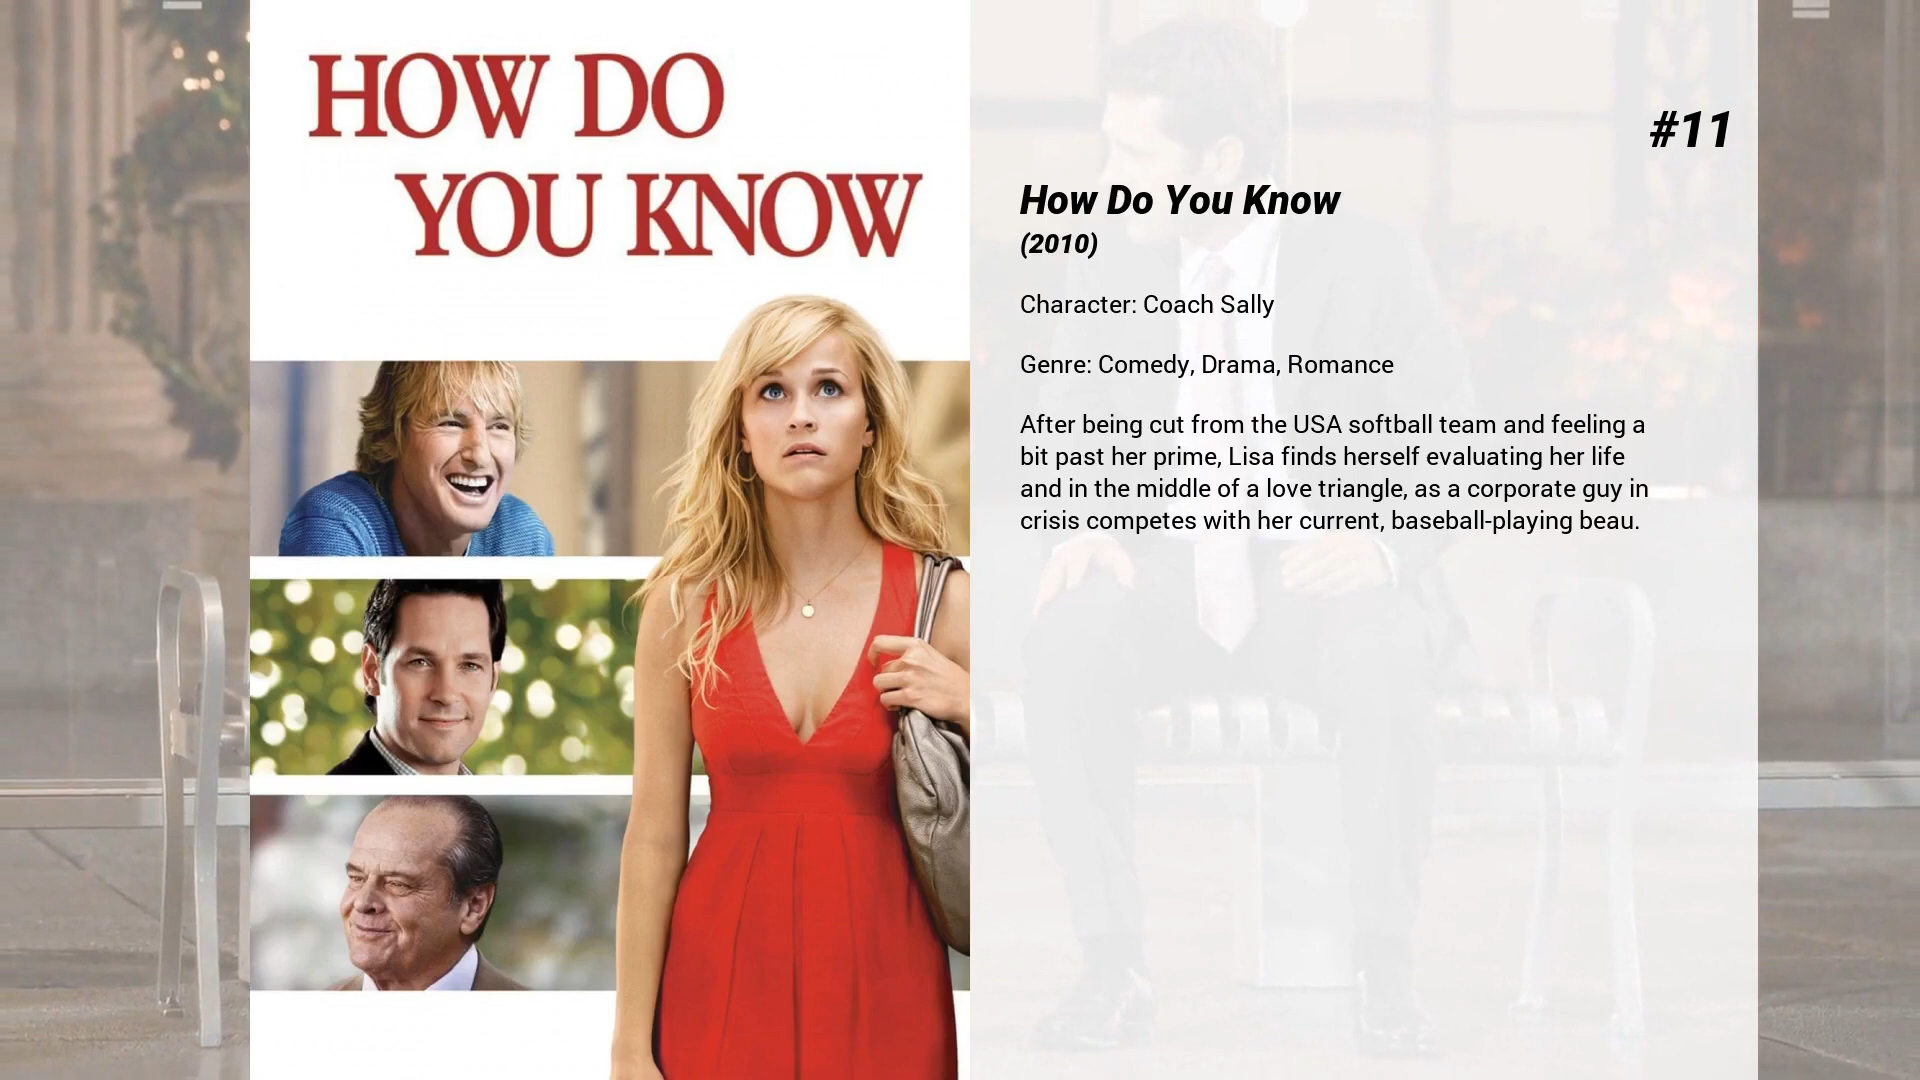 HOW DO
YOU KNOW
#11
How Do You Know
(2010)
Character: Coach Sally
Genre: Comedy, Drama, Romance
After being cut from the USA softball team and feeling a
bit past her prime, Lisa finds herself evaluating her life
and in the middle of a love triangle, as a corporate guy in
crisis competes with her current, baseball-playing beau.